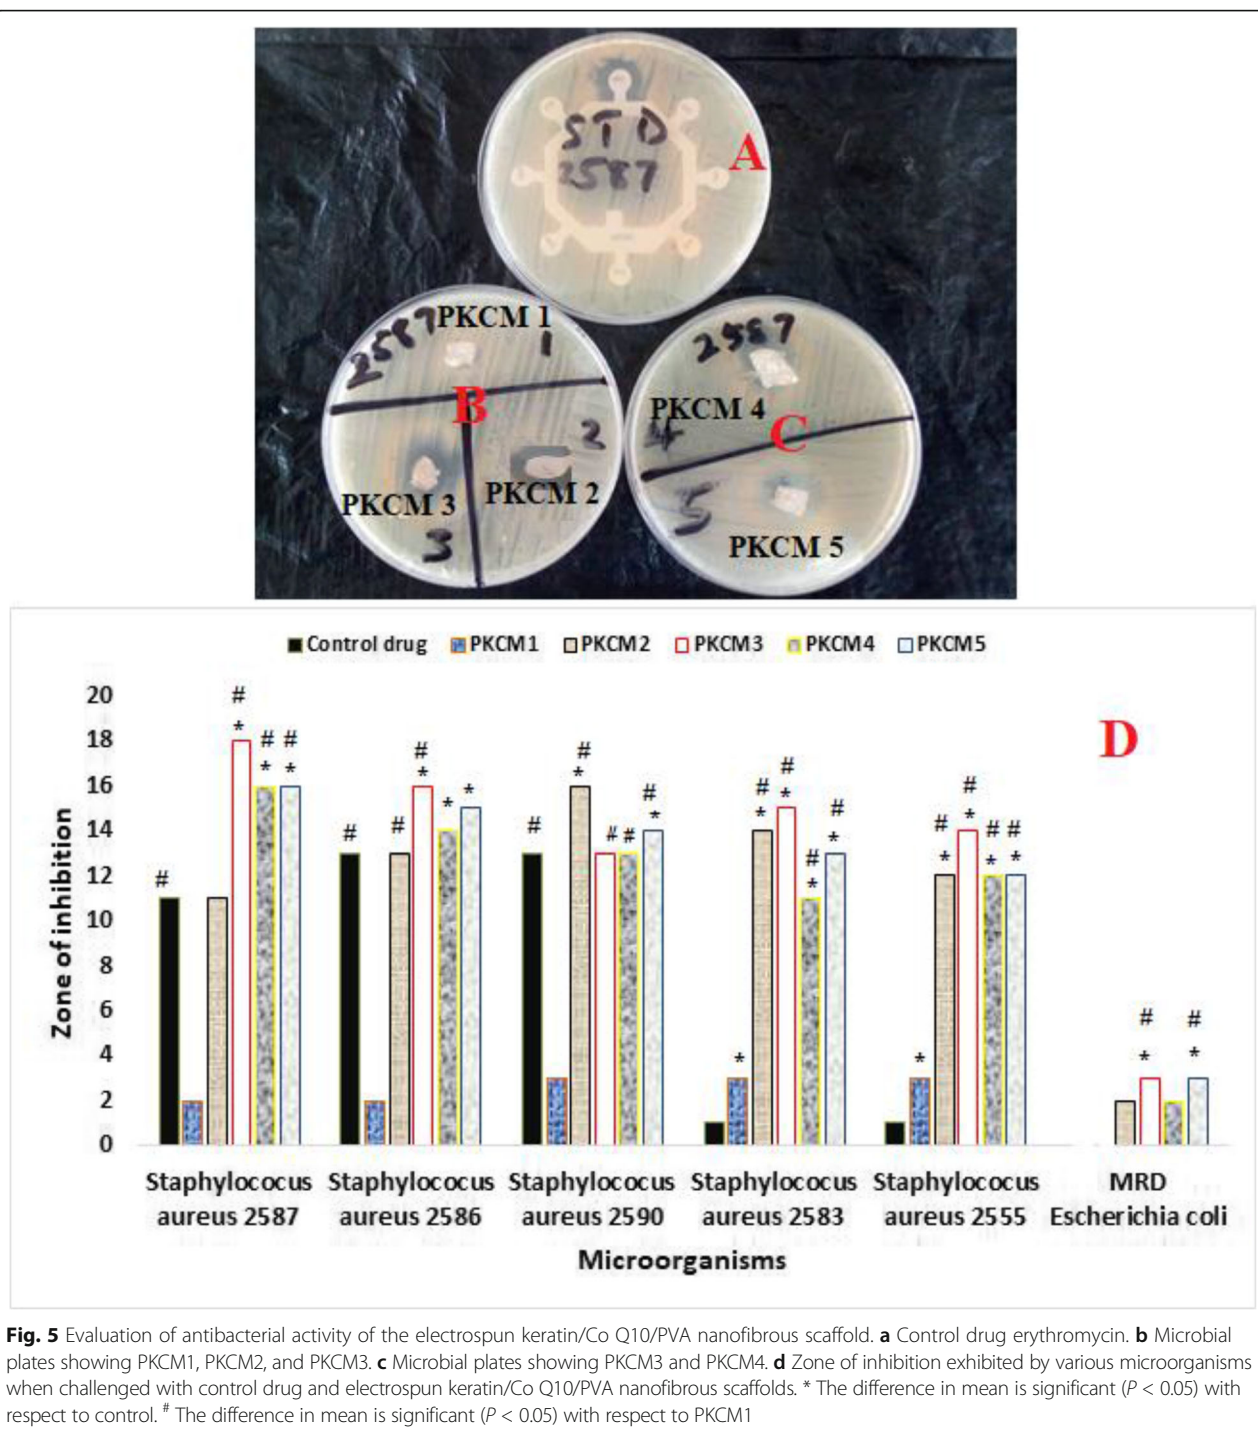 STD
2587
A
PKCM 1
2587
1
B
2
PKCM 3
PKCM 2
3
2587
PKCM 4
4
C
5
PKCM 5
Control drug PKCM1 PKCM2 PKCM3 PKCM4 PKCM5
D
Zone of inhibition
20
18
16
14
12
10
8
6
4
2
0
# 
# *
# *
# *
#
#
# *
*
*
#
# *
#
#
# *
*
# *
# *
# *
# *
*
# *
# *
# *
# *
# *
# *
Staphylococus aureus 2587
Staphylococus aureus 2586
Staphylococus aureus 2590
Staphylococus aureus 2583
Staphylococus aureus 2555
MRD Escherichia coli
Microorganisms
Fig. 5 Evaluation of antibacterial activity of the electrospun keratin/Co Q10/PVA nanofibrous scaffold. a Control drug erythromycin. b Microbial
plates showing PKCM1, PKCM2, and PKCM3. c Microbial plates showing PKCM3 and PKCM4. d Zone of inhibition exhibited by various microorganisms
when challenged with control drug and electrospun keratin/Co Q10/PVA nanofibrous scaffolds. * The difference in mean is significant (P < 0.05) with
respect to control. # The difference in mean is significant (P < 0.05) with respect to PKCM1